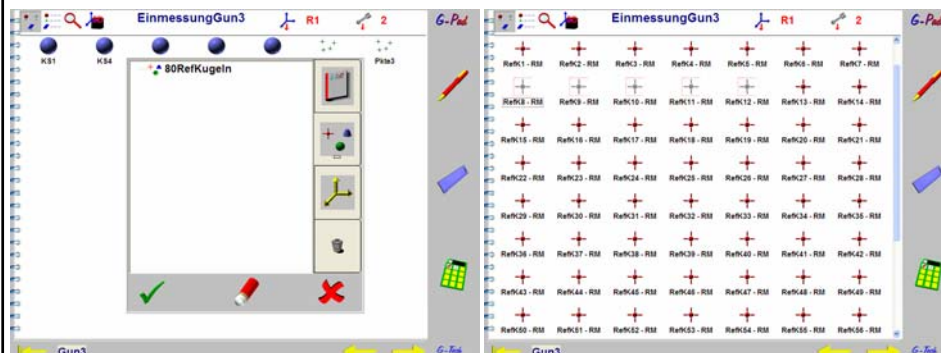 EinmessungGun3 R1 2 G-Pad
KS1 KS4 Pkte3
80RefKugeln
Gun3 G-Tech
EinmessungGun3 R1 2 G-Pad
RefK1 - RM RefK2 - RM RefK3 - RM RefK4 - RM RefK5 - RM RefK6 - RM RefK7 - RM
RefK8 - RM RefK9 - RM RefK10 - RM RefK11 - RM RefK12 - RM RefK13 - RM RefK14 - RM
RefK15 - RM RefK16 - RM RefK17 - RM RefK18 - RM RefK19 - RM RefK20 - RM RefK21 - RM
RefK22 - RM RefK23 - RM RefK24 - RM RefK25 - RM RefK26 - RM RefK27 - RM RefK28 - RM
RefK29 - RM RefK30 - RM RefK31 - RM RefK32 - RM RefK33 - RM RefK34 - RM RefK35 - RM
RefK36 - RM RefK37 - RM RefK38 - RM RefK39 - RM RefK40 - RM RefK41 - RM RefK42 - RM
RefK43 - RM RefK44 - RM RefK45 - RM RefK46 - RM RefK47 - RM RefK48 - RM RefK49 - RM
RefK50 - RM RefK51 - RM RefK52 - RM RefK53 - RM RefK54 - RM RefK55 - RM RefK56 - RM
Gun3 G-Tech